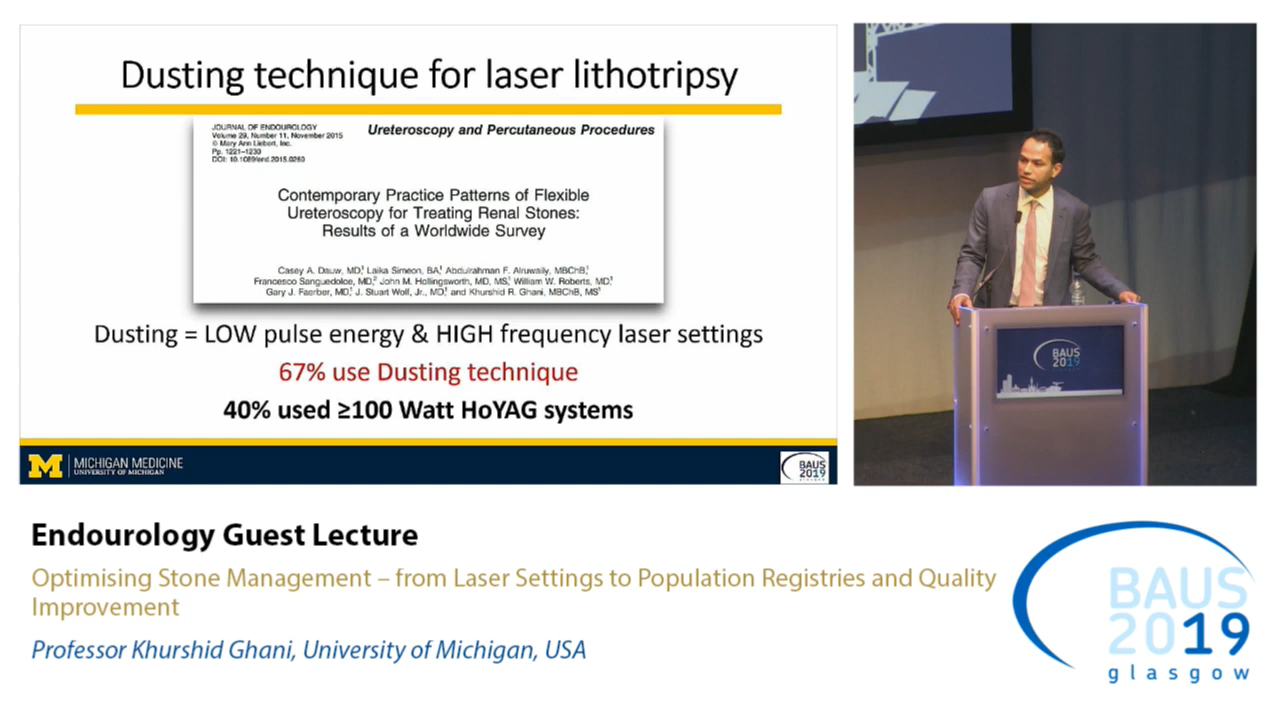 Dusting technique for laser lithotripsy
JOURNAL OF ENDOUROLOGY
Volume 29, Number 11, November 2015
© Mary Ann Liebert, Inc.
Pp. 1221–1230
DOI: 10.1089/end.2015.0260
Ureteroscopy and Percutaneous Procedures
Contemporary Practice Patterns of Flexible
Ureteroscopy for Treating Renal Stones:
Results of a Worldwide Survey
Casey A. Dauw, MD,¹ Laika Simeon, BA,¹ Abdulrahman F. Alruwaily, MBChB,¹
Francesco Sanguedolce, MD,² John M. Hollingsworth, MD, MS,¹ William W. Roberts, MD,¹
Gary J. Faerber, MD,¹ J. Stuart Wolf, Jr., MD,¹ and Khurshid R. Ghani, MBChB, MS¹
Dusting = LOW pulse energy & HIGH frequency laser settings
67% use Dusting technique
40% used ≥100 Watt HoYAG systems
M MICHIGAN MEDICINE
UNIVERSITY OF MICHIGAN
BAUS
2019
glasgow
BAUS
2019
Endourology Guest Lecture
Optimising Stone Management – from Laser Settings to Population Registries and Quality
Improvement
Professor Khurshid Ghani, University of Michigan, USA
BAUS
2019
glasgow